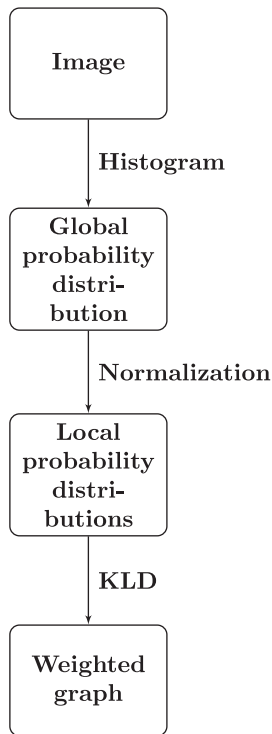 Image
Histogram
Global
probability
distri-
bution
Normalization
Local
probability
distri-
butions
KLD
Weighted
graph